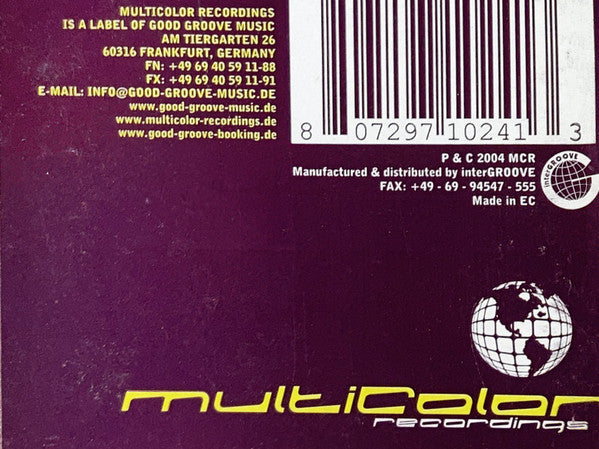 MULTICOLOR RECORDINGS
IS A LABEL OF GOOD GROOVE MUSIC
AM TIERGARTEN 26
60316 FRANKFURT, GERMANY
FN: +49 69 40 59 11-88
FX: +49 69 40 59 11-91
E-MAIL: INFO@GOOD-GROOVE-MUSIC.DE
www.good-groove-music.de
www.multicolor-recordings.de
www.good-groove-booking.de
8 07297 10241 3
P & C 2004 MCR
Manufactured & distributed by interGROOVE
FAX: +49 - 69 - 94547 - 555
Made in EC
interGROOVE
multicolor
recordings